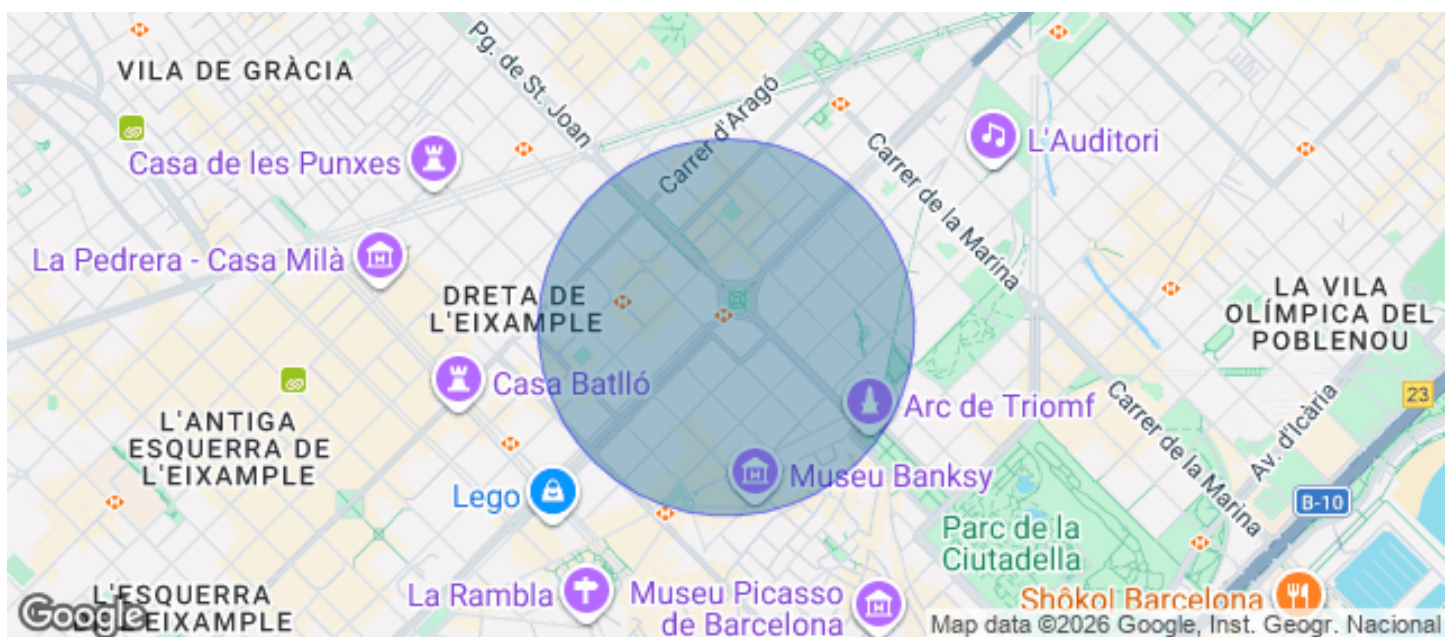 VILA DE GRÀCIA
Pg. de St. Joan
Carrer d'Aragó
Casa de les Punxes
L'Auditori
Carrer de la Marina
La Pedrera - Casa Milà
DRETA DE
L'EIXAMPLE
LA VILA
OLÍMPICA DEL
POBLENOU
Casa Batlló
Arc de Triomf
23
L'ANTIGA
ESQUERRA DE
L'EIXAMPLE
Av. d'Icària
Carrer de la Marina
Lego
Museu Banksy
B-10
Parc de la
Ciutadella
La Rambla
Museu Picasso
de Barcelona
Shôkol Barcelona
L'ESQUERRA
L'EIXAMPLE
Google
Map data ©2026 Google, Inst. Geogr. Nacional